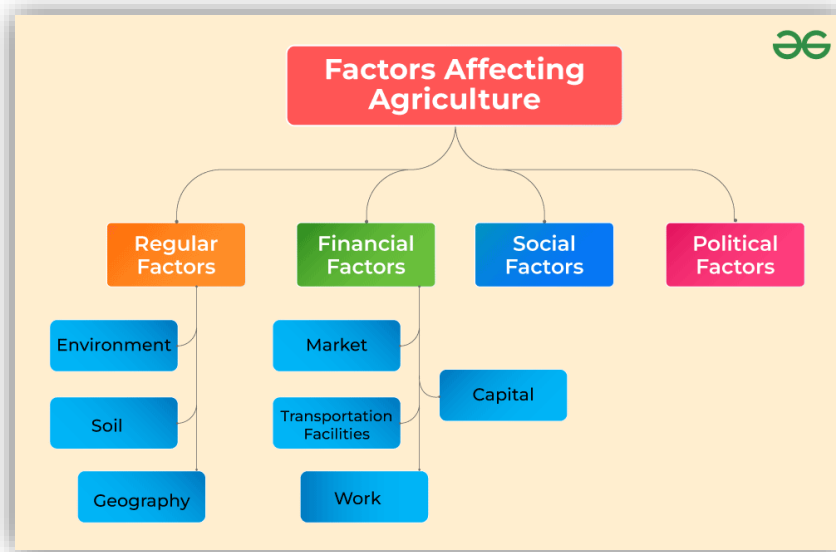 Factors Affecting
Agriculture
Regular
Factors
Financial
Factors
Social
Factors
Political
Factors
Environment
Soil
Geography
Market
Transportation
Facilities
Work
Capital